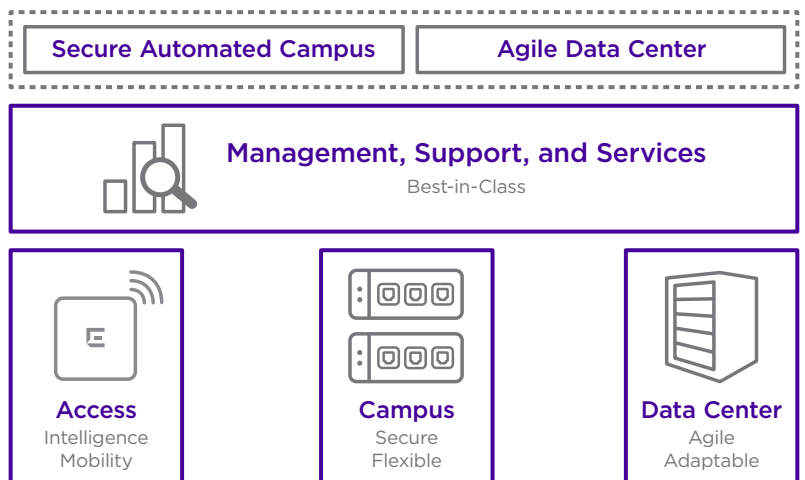 Secure Automated Campus
Agile Data Center
Management, Support, and Services
Best-in-Class
Access
Intelligence
Mobility
Campus
Secure
Flexible
Data Center
Agile
Adaptable